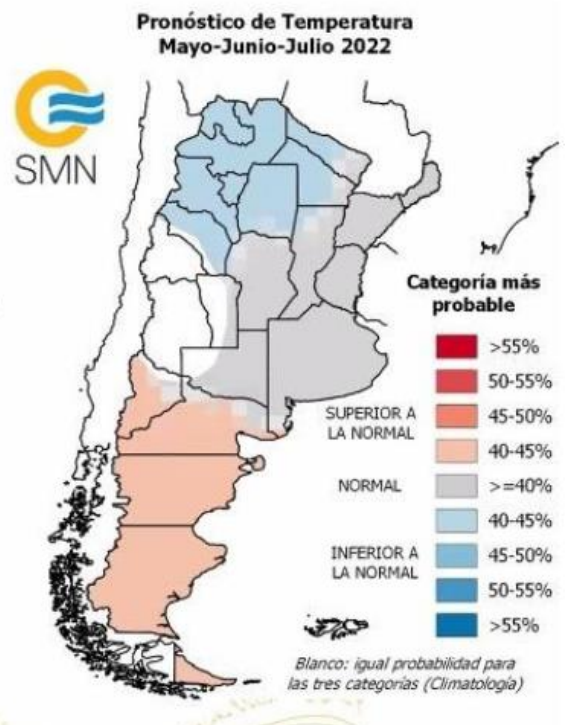 Pronóstico de Temperatura
Mayo-Junio-Julio 2022
SMN
Categoría más
probable
>55%
50-55%
SUPERIOR A
LA NORMAL
45-50%
40-45%
NORMAL
>=40%
40-45%
INFERIOR A
LA NORMAL
45-50%
50-55%
>55%
Blanco: igual probabilidad para
las tres categorías (Climatología)